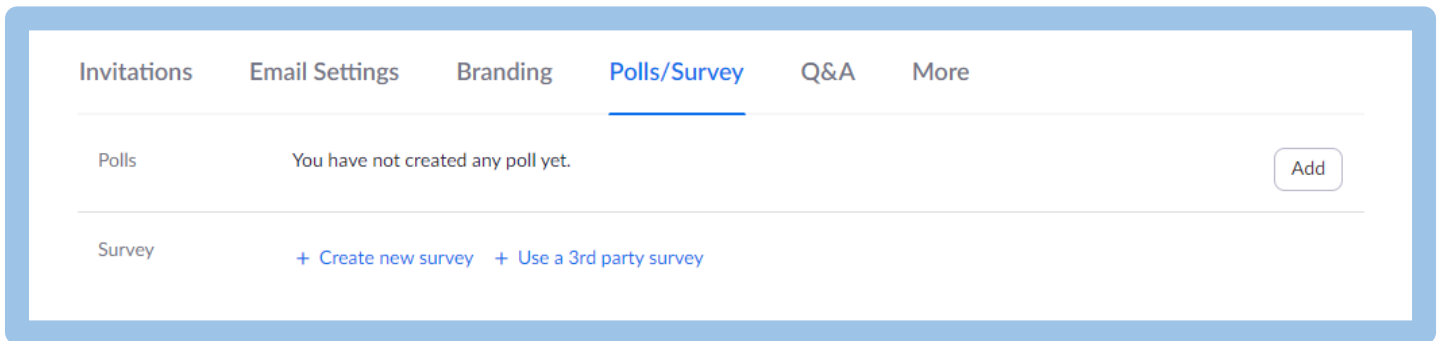 Invitations Email Settings Branding Polls/Survey Q&A More
Polls You have not created any poll yet. Add
Survey + Create new survey + Use a 3rd party survey